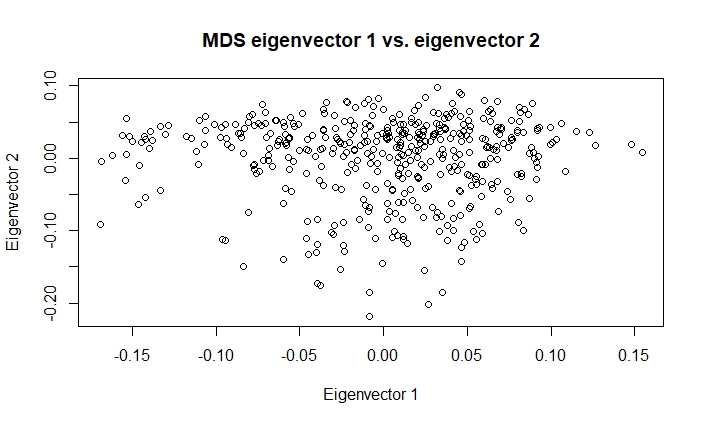 MDS eigenvector 1 vs. eigenvector 2
Eigenvector 2
0.10
0.00
-0.10
-0.20
-0.15 -0.10 -0.05 0.00 0.05 0.10 0.15
Eigenvector 1